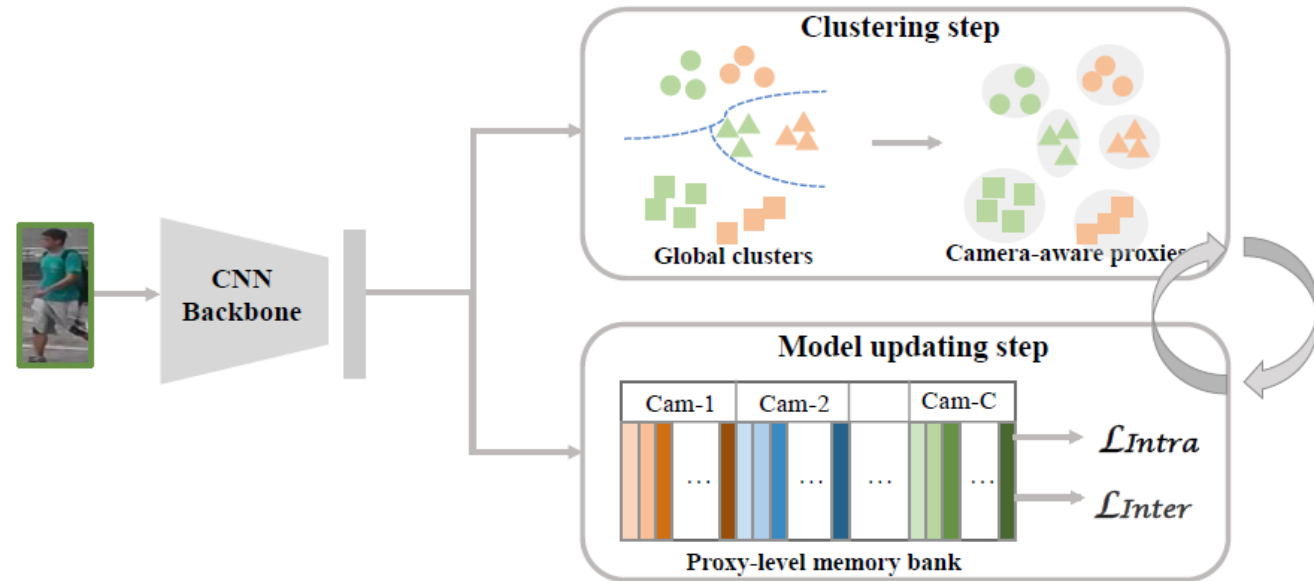 Clustering step
Global clusters
Camera-aware proxies
CNN
Backbone
Model updating step
Cam-1 Cam-2 Cam-C
... ... ... ...
ℒIntra
ℒInter
Proxy-level memory bank